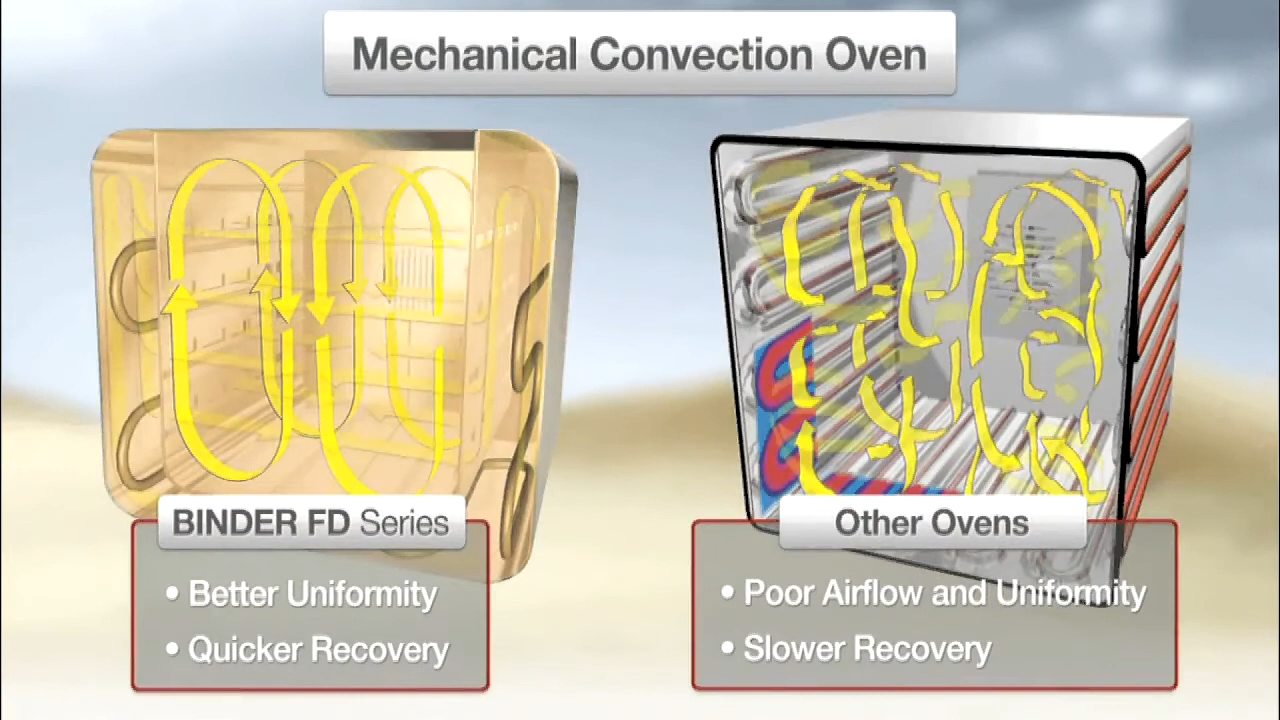 Mechanical Convection Oven
BINDER FD Series
• Better Uniformity
• Quicker Recovery
Other Ovens
• Poor Airflow and Uniformity
• Slower Recovery